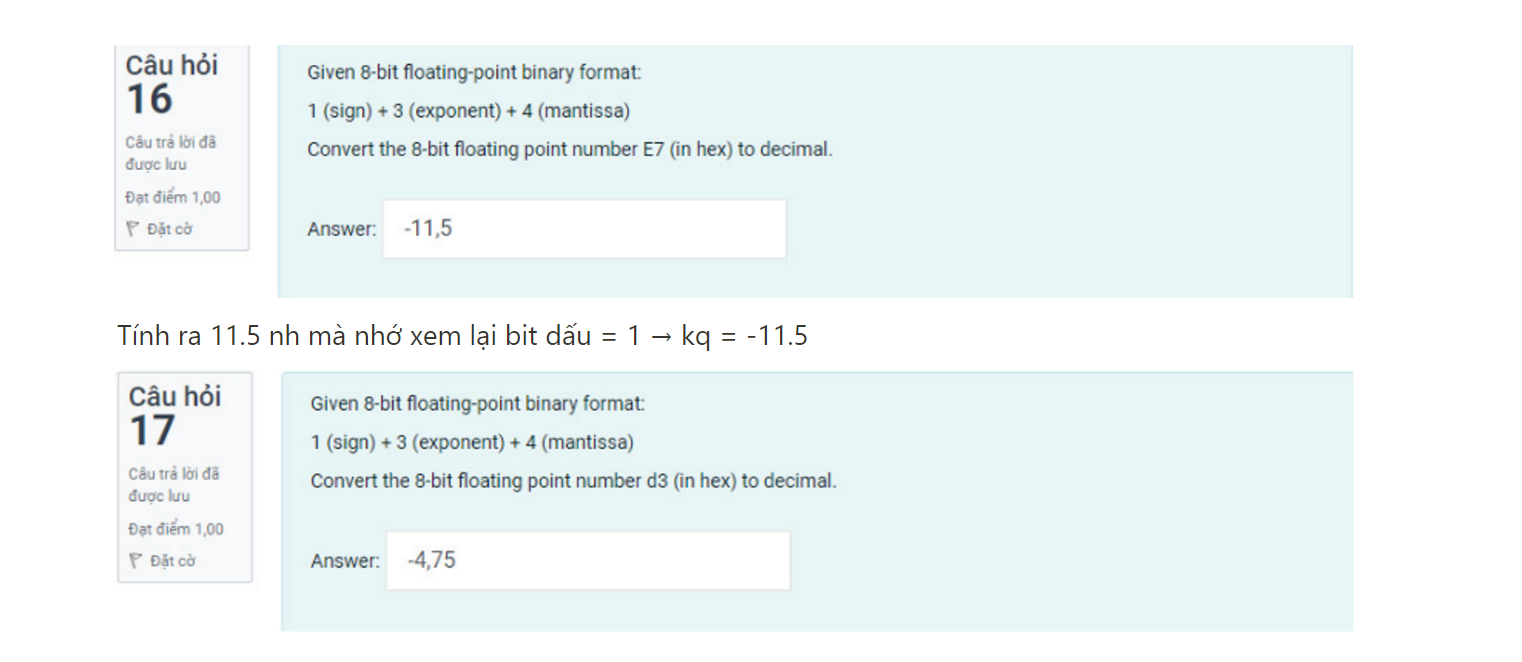 Câu hỏi
16
Câu trả lời đã
được lưu
Đạt điểm 1,00
Đặt cờ
Given 8-bit floating-point binary format:
1 (sign) + 3 (exponent) + 4 (mantissa)
Convert the 8-bit floating point number E7 (in hex) to decimal.
Answer: -11,5
Tính ra 11.5 nh mà nhớ xem lại bit dấu = 1 → kq = -11.5
Câu hỏi
17
Câu trả lời đã
được lưu
Đạt điểm 1,00
Đặt cờ
Given 8-bit floating-point binary format:
1 (sign) + 3 (exponent) + 4 (mantissa)
Convert the 8-bit floating point number d3 (in hex) to decimal.
Answer: -4,75